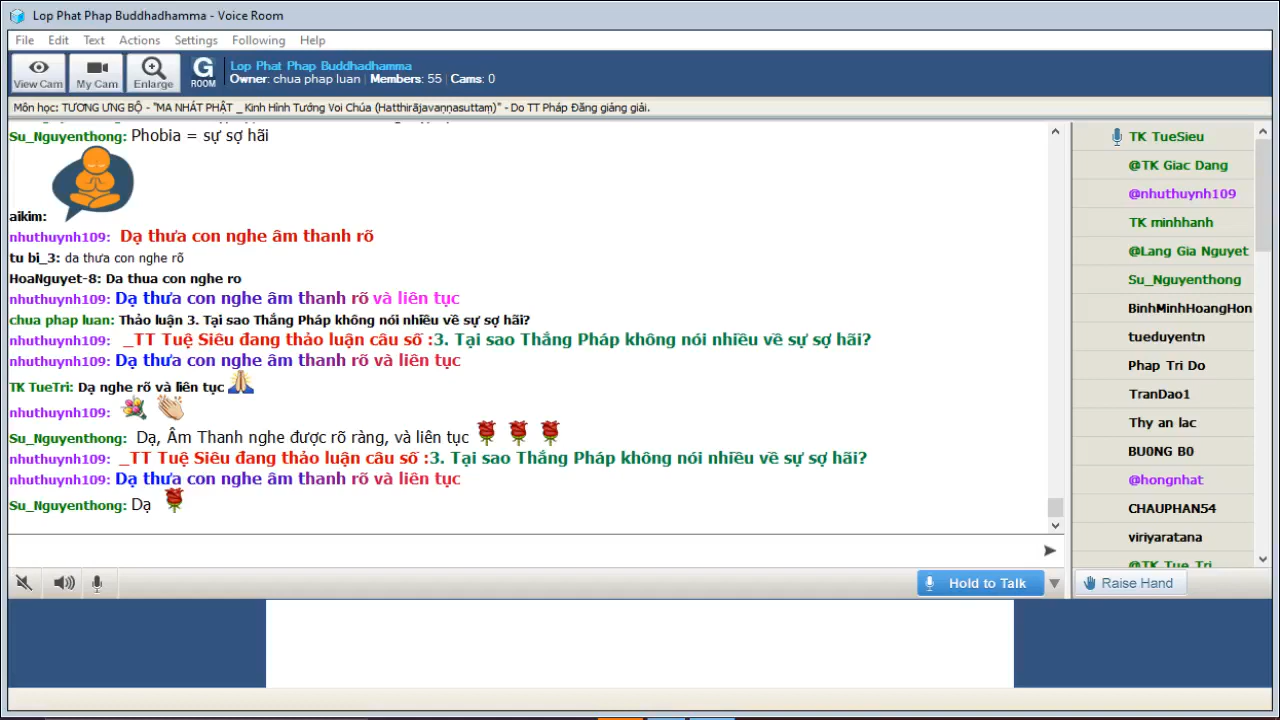 Lop Phat Phap Buddhadhamma - Voice Room
File Edit Text Actions Settings Following Help
View Cam My Cam Enlarge G ROOM
Lop Phat Phap Buddhadhamma
Owner: chua phap luan | Members: 55 | Cams: 0
Môn học: TƯƠNG ƯNG BỘ - "MA NHÁT PHẬT _ Kinh Hình Tướng Voi Chúa (Hatthirājavaṇṇasuttaṃ)" - Do TT Pháp Đăng giảng giải.
Su_Nguyenthong: Phobia = sự sợ hãi
aikim:
nhuthuynh109: Dạ thưa con nghe âm thanh rõ
tu bi_3: da thưa con nghe rõ
HoaNguyet-8: Da thua con nghe ro
nhuthuynh109: Dạ thưa con nghe âm thanh rõ và liên tục
chua phap luan: Thảo luận 3. Tại sao Thắng Pháp không nói nhiều về sự sợ hãi?
nhuthuynh109: _TT Tuệ Siêu đang thảo luận câu số :3. Tại sao Thắng Pháp không nói nhiều về sự sợ hãi?
nhuthuynh109: Dạ thưa con nghe âm thanh rõ và liên tục
TK TueTri: Dạ nghe rõ và liên tục
nhuthuynh109:
Su_Nguyenthong: Dạ, Âm Thanh nghe được rõ ràng, và liên tục
nhuthuynh109: _TT Tuệ Siêu đang thảo luận câu số :3. Tại sao Thắng Pháp không nói nhiều về sự sợ hãi?
nhuthuynh109: Dạ thưa con nghe âm thanh rõ và liên tục
Su_Nguyenthong: Dạ
Hold to Talk
TK TueSieu
@TK Giac Dang
@nhuthuynh109
TK minhhanh
@Lang Gia Nguyet
Su_Nguyenthong
BinhMinhHoangHon
tueduyentn
Phap Tri Do
TranDao1
Thy an lac
BU0NG B0
@hongnhat
CHAUPHAN54
viriyaratana
@TK Tue Tri
Raise Hand